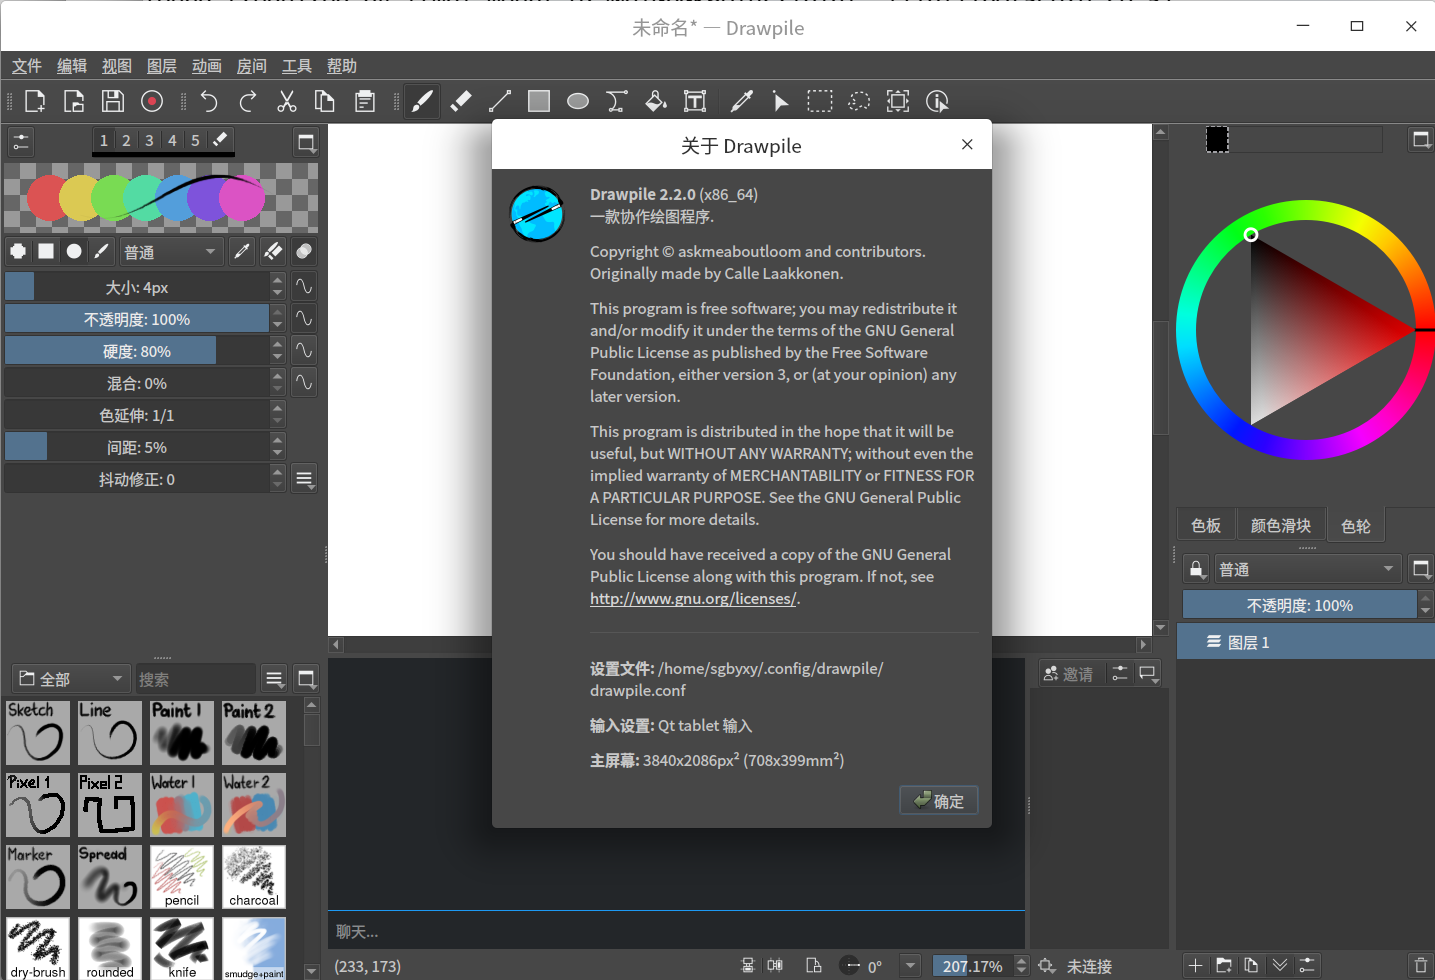 未命名* — Drawpile
文件 编辑 视图 图层 动画 房间 工具 帮助
1 2 3 4 5
普通
大小: 4px
不透明度: 100%
硬度: 80%
混合: 0%
色延伸: 1/1
间距: 5%
抖动修正: 0
全部
搜索
Sketch Line Paint 1 Paint 2
Pixel 1 Pixel 2 Water 1 Water 2
Marker Spread pencil charcoal
dry-brush rounded knife smudge+paint
关于 Drawpile
Drawpile 2.2.0 (x86_64)
一款协作绘图程序.
Copyright © askmeaboutloom and contributors.
Originally made by Calle Laakkonen.
This program is free software; you may redistribute it
and/or modify it under the terms of the GNU General
Public License as published by the Free Software
Foundation, either version 3, or (at your opinion) any
later version.
This program is distributed in the hope that it will be
useful, but WITHOUT ANY WARRANTY; without even the
implied warranty of MERCHANTABILITY or FITNESS FOR
A PARTICULAR PURPOSE. See the GNU General Public
License for more details.
You should have received a copy of the GNU General
Public License along with this program. If not, see
http://www.gnu.org/licenses/.
设置文件: /home/sgbyxy/.config/drawpile/
drawpile.conf
输入设置: Qt tablet 输入
主屏幕: 3840x2086px² (708x399mm²)
确定
聊天...
邀请
色板 颜色滑块 色轮
普通
不透明度: 100%
图层 1
(233, 173)
0°
207.17%
未连接